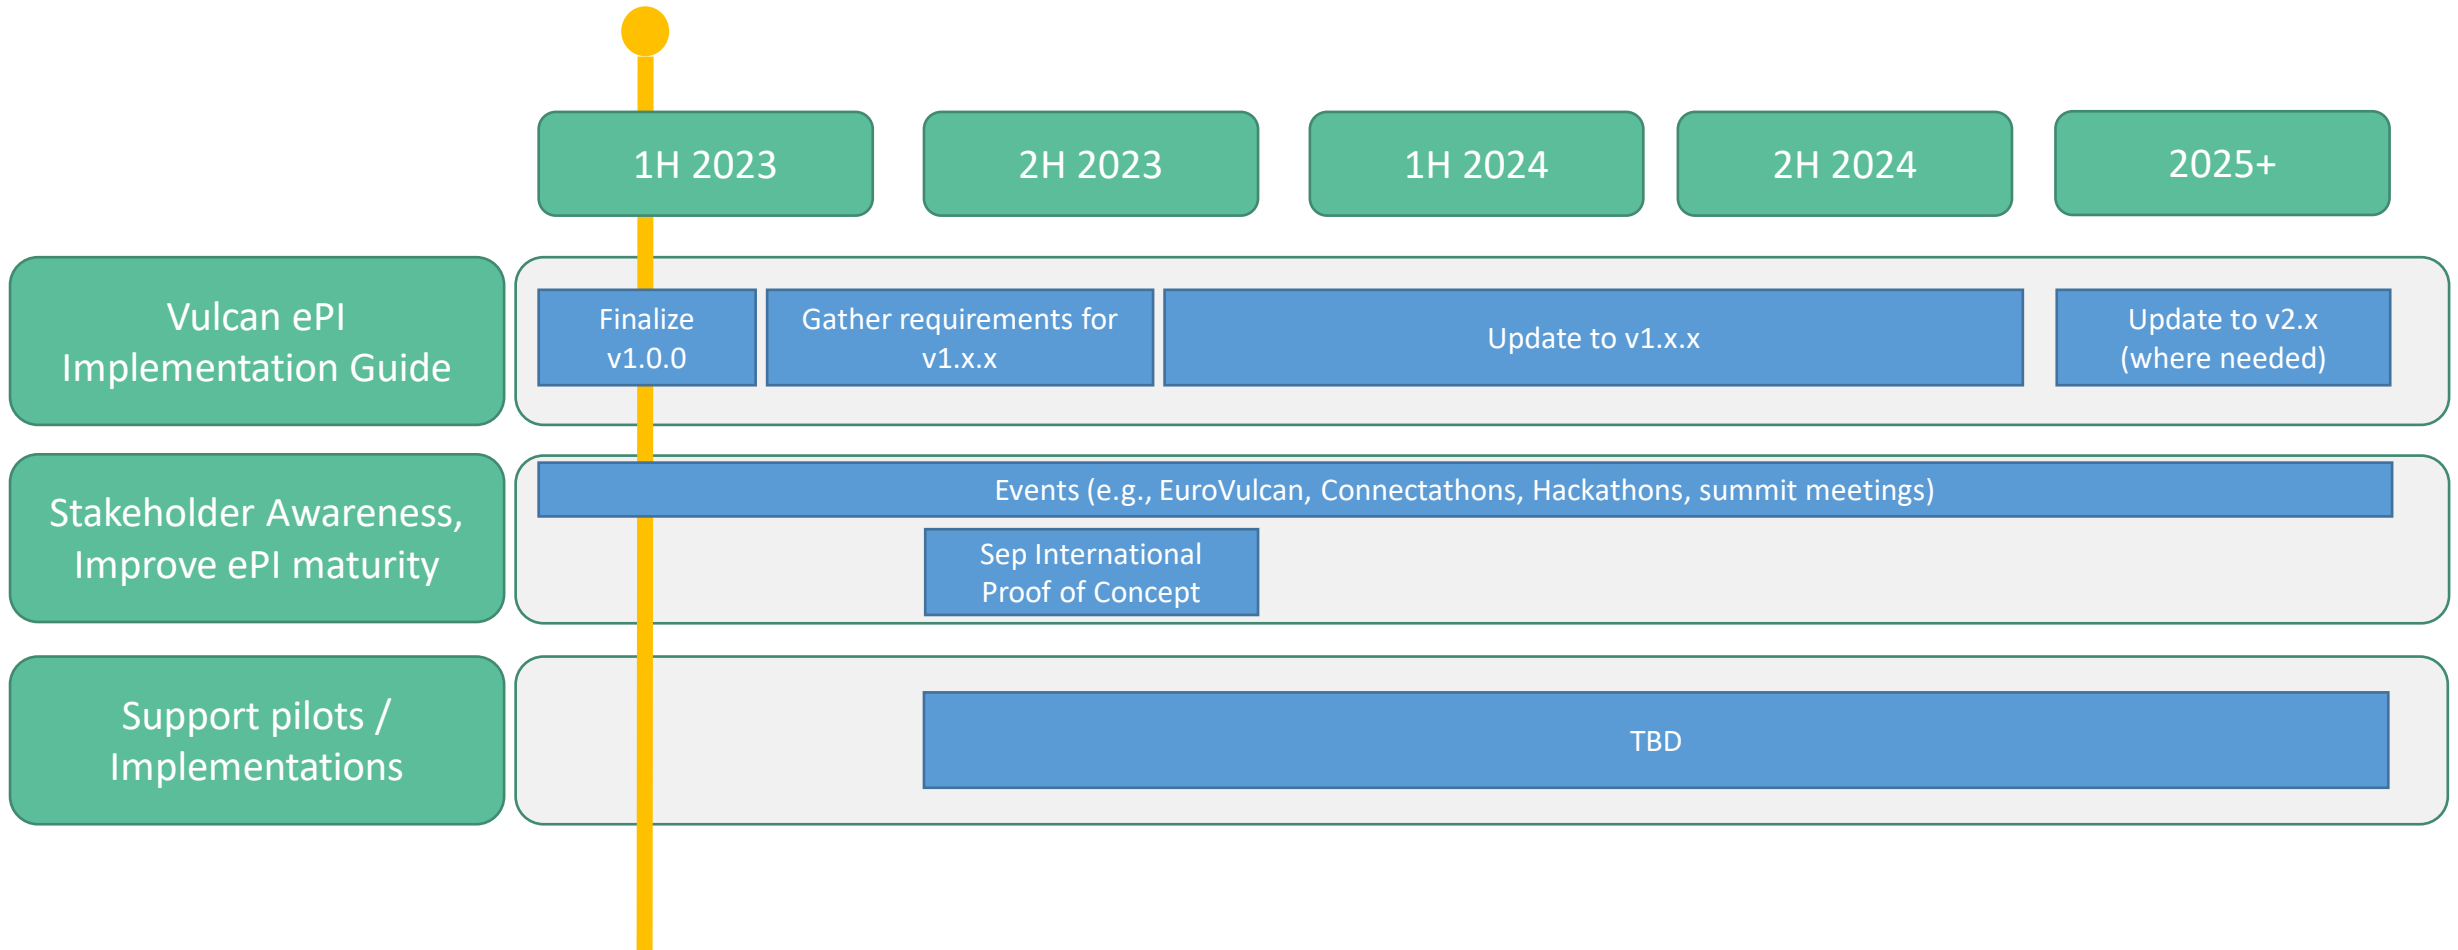 1H 2023
2H 2023
1H 2024
2H 2024
2025+
Vulcan ePI
Implementation Guide
Finalize
v1.0.0
Gather requirements for
v1.x.x
Update to v1.x.x
Update to v2.x
(where needed)
Stakeholder Awareness,
Improve ePI maturity
Events (e.g., EuroVulcan, Connectathons, Hackathons, summit meetings)
Sep International
Proof of Concept
Support pilots /
Implementations
TBD